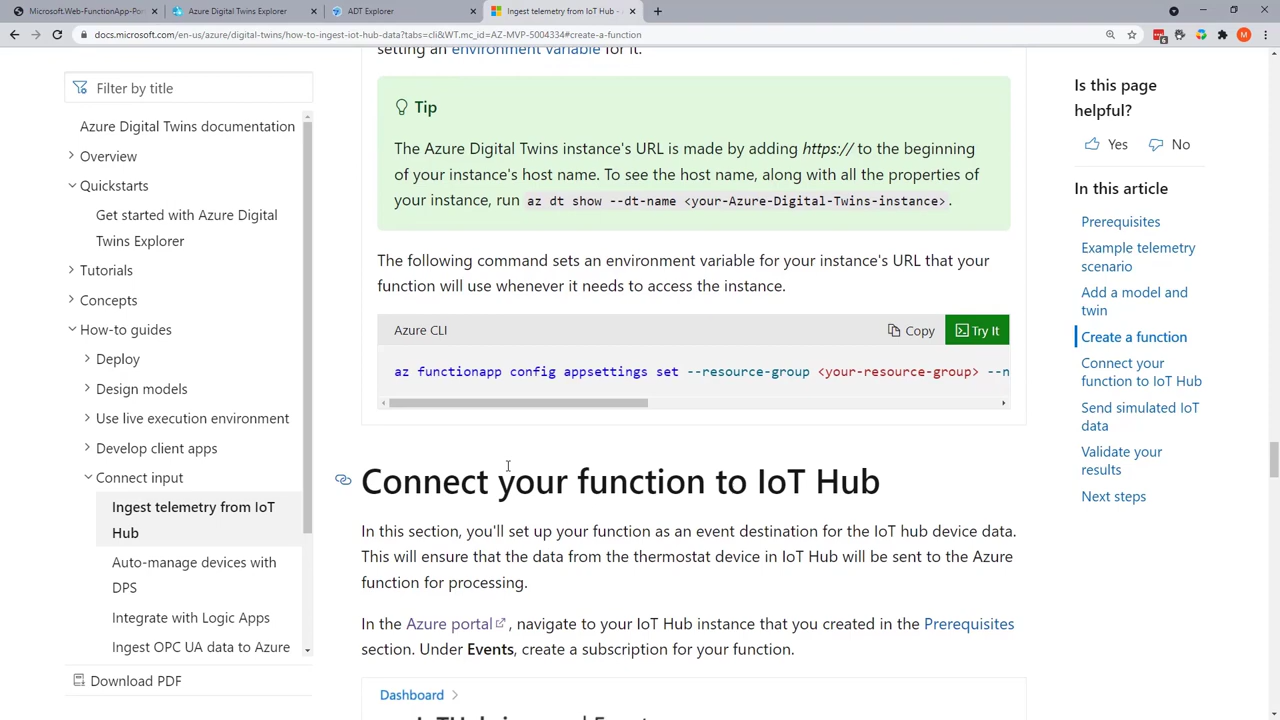 Microsoft.Web-FunctionApp-Po
Azure Digital Twins Explorer
ADT Explorer
Ingest telemetry from IoT Hub -
docs.microsoft.com/en-us/azure/digital-twins/how-to-ingest-iot-hub-data?tabs=cli&WT.mc_id=AZ-MVP-5004334#create-a-function
6
M
Filter by title
Azure Digital Twins documentation
Overview
Quickstarts
Get started with Azure Digital
Twins Explorer
Tutorials
Concepts
How-to guides
Deploy
Design models
Use live execution environment
Develop client apps
Connect input
Ingest telemetry from IoT
Hub
Auto-manage devices with
DPS
Integrate with Logic Apps
Ingest OPC UA data to Azure
Download PDF
setting an environment variable for it.
Tip
The Azure Digital Twins instance's URL is made by adding https:// to the beginning
of your instance's host name. To see the host name, along with all the properties of
your instance, run az dt show --dt-name <your-Azure-Digital-Twins-instance>.
The following command sets an environment variable for your instance's URL that your
function will use whenever it needs to access the instance.
Azure CLI
Copy
Try It
az functionapp config appsettings set --resource-group <your-resource-group> --n
Connect your function to IoT Hub
In this section, you'll set up your function as an event destination for the IoT hub device data.
This will ensure that the data from the thermostat device in IoT Hub will be sent to the Azure
function for processing.
In the Azure portal, navigate to your IoT Hub instance that you created in the Prerequisites
section. Under Events, create a subscription for your function.
Dashboard
Is this page
helpful?
Yes
No
In this article
Prerequisites
Example telemetry
scenario
Add a model and
twin
Create a function
Connect your
function to IoT Hub
Send simulated IoT
data
Validate your
results
Next steps